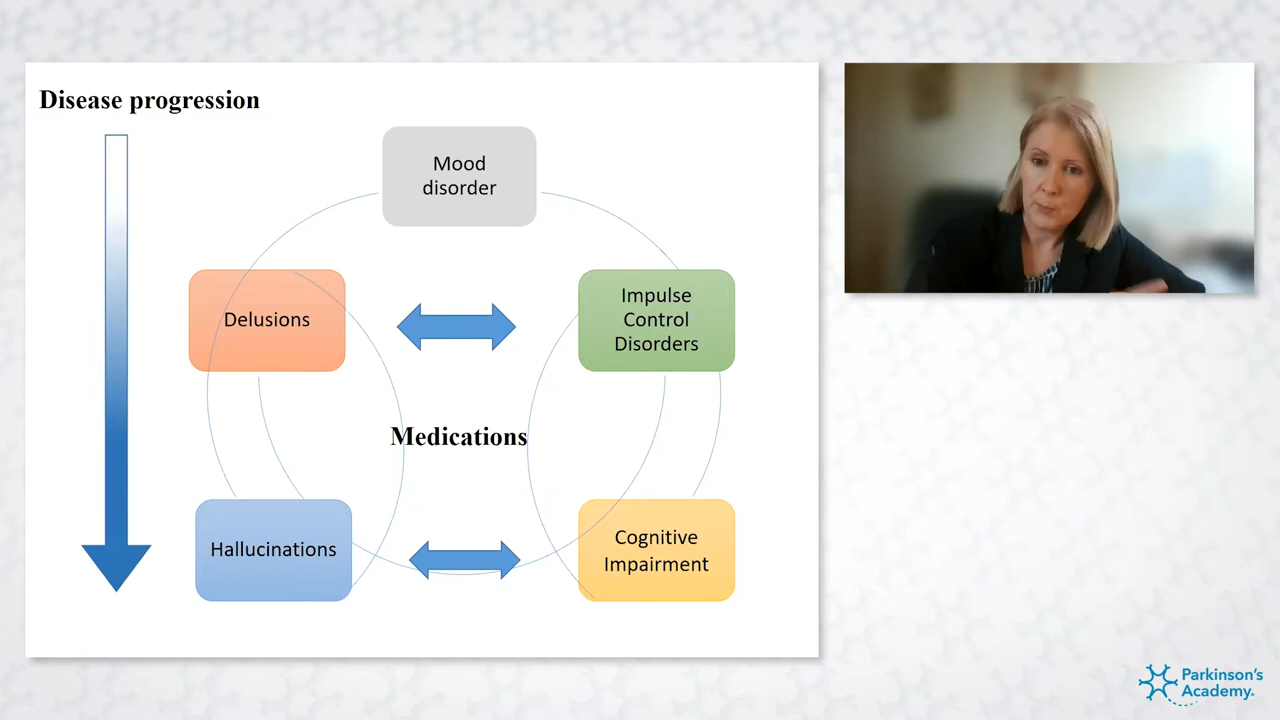 Disease progression
Mood
disorder
Delusions
Impulse
Control
Disorders
Medications
Hallucinations
Cognitive
Impairment
Parkinson's
Academy.